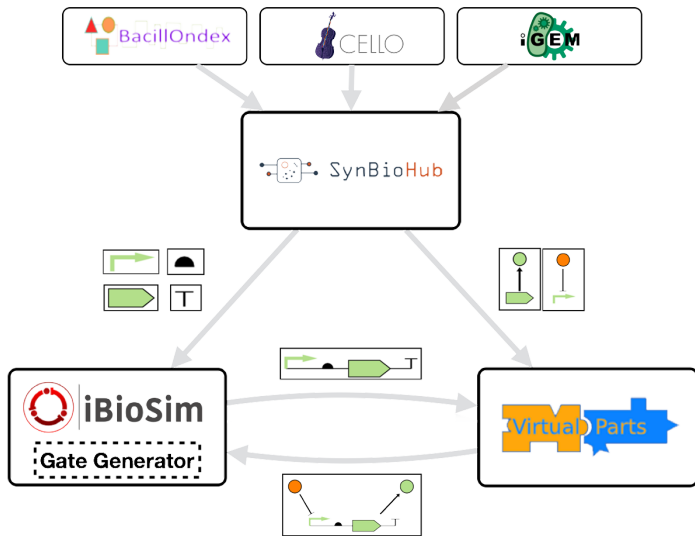 BacillOndex
CELLO
iGEM
SynBioHub
iBioSim
Gate Generator
Virtual Parts